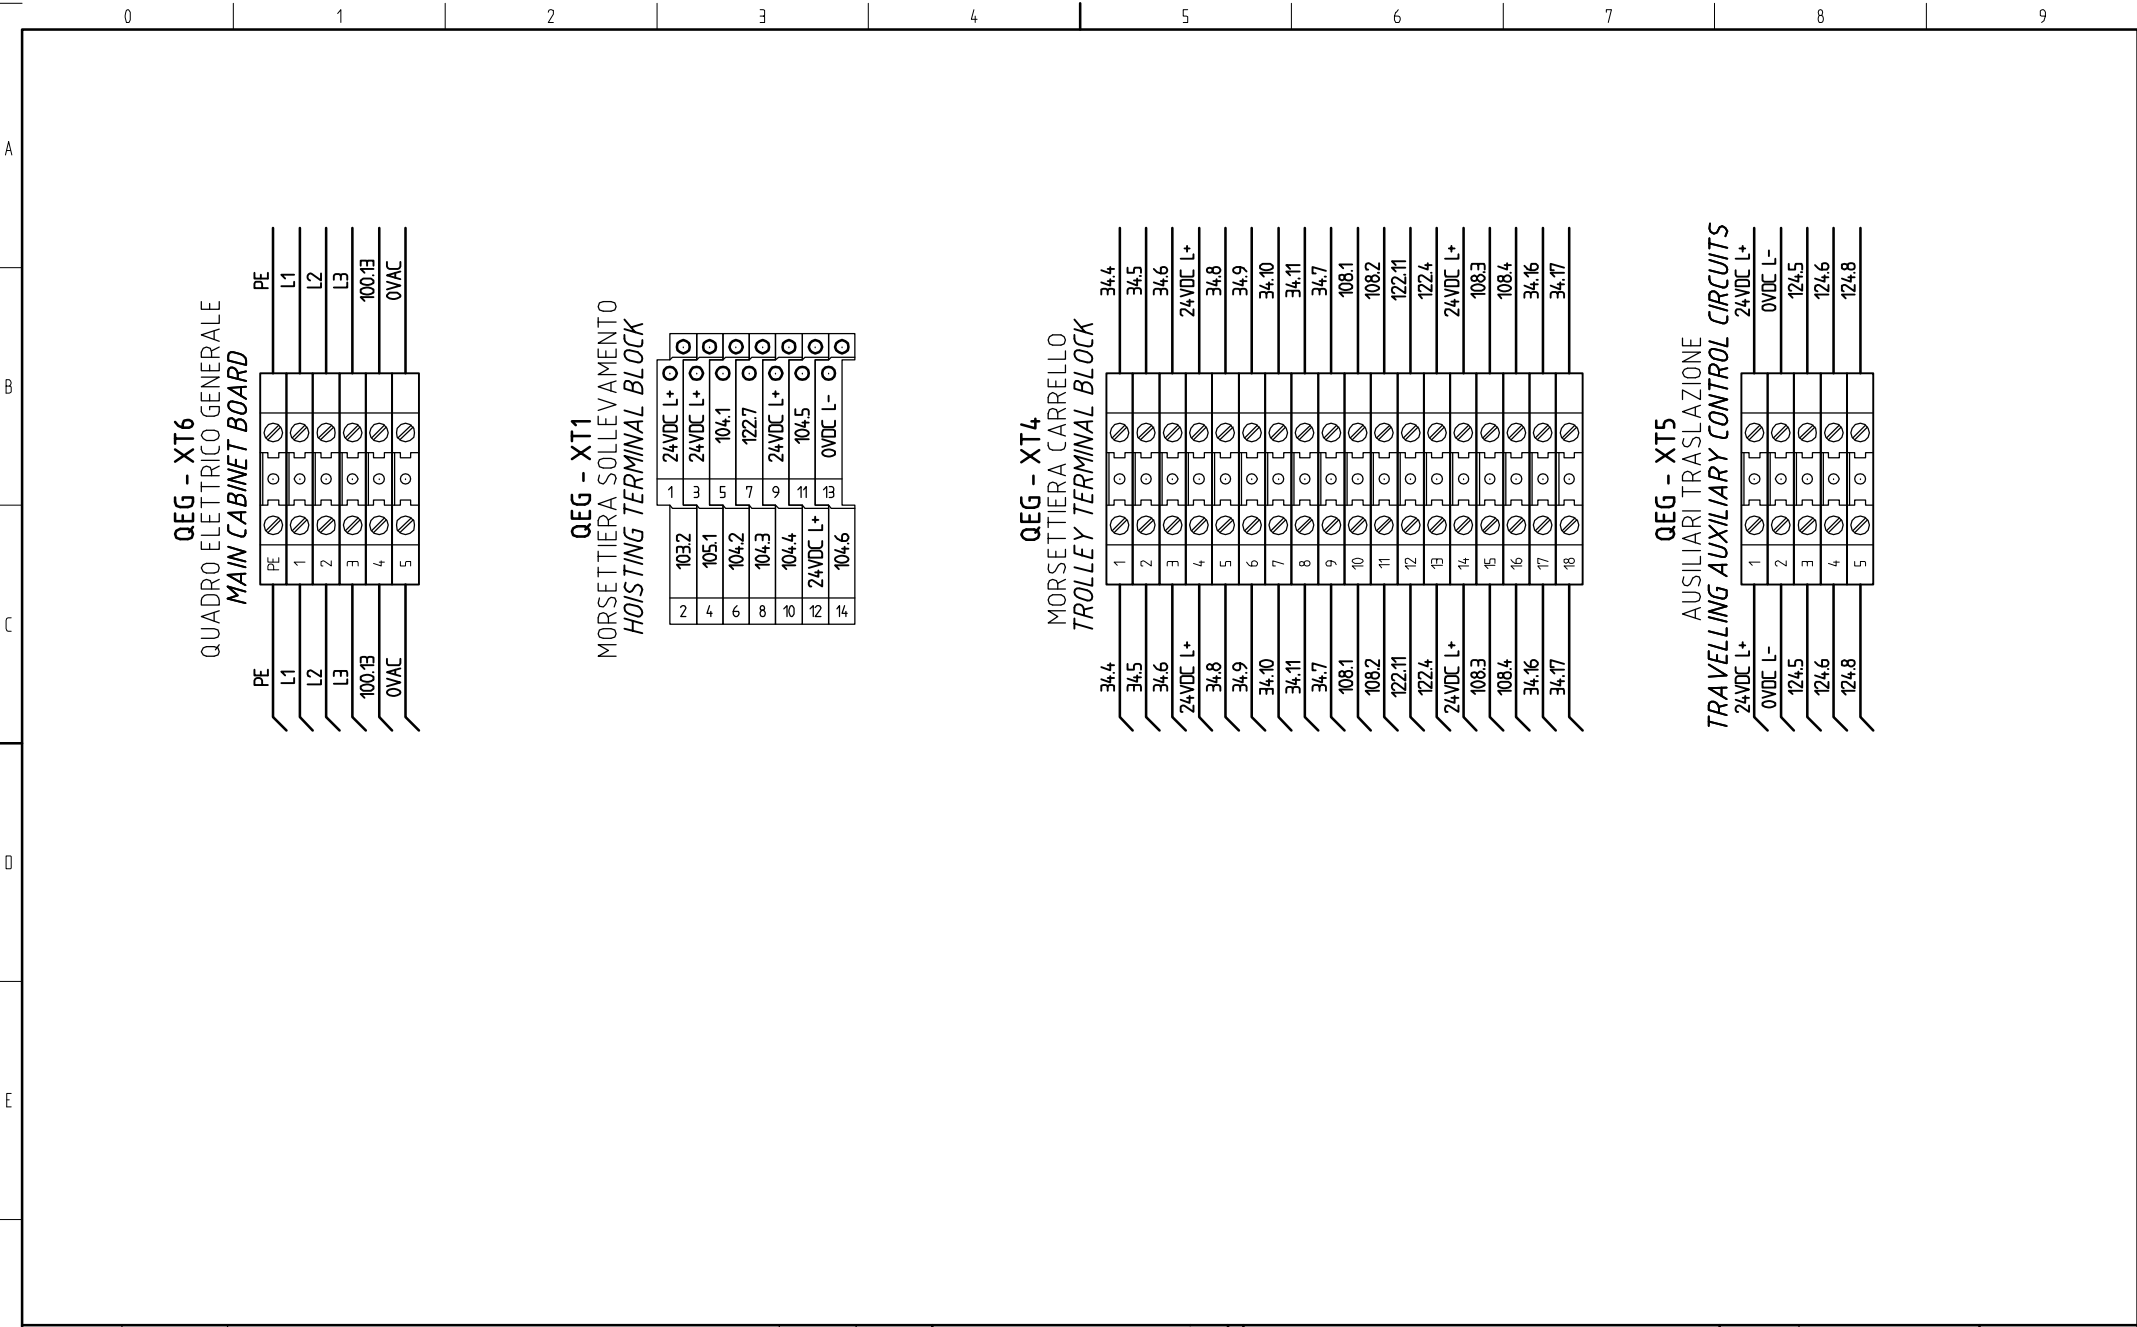 0 1 2 3 4 5 6 7 8 9
A
B
C
D
E
QEG - XT6
QUADRO ELETTRICO GENERALE
MAIN CABINET BOARD
PE L1 L2 L3 100.13 0VAC
PE 1 2 3 4 5
PE L1 L2 L3 100.13 0VAC
QEG - XT1
MORSETTIERA SOLLEVAMENTO
HOISTING TERMINAL BLOCK
24VDC L+ 24VDC L+ 104.1 122.7 24VDC L+ 104.5 0VDC L-
1 3 5 7 9 11 13
103.2 105.1 104.2 104.3 104.4 24VDC L+ 104.6
2 4 6 8 10 12 14
QEG - XT4
MORSETTIERA CARRELLO
TROLLEY TERMINAL BLOCK
34.4 34.5 34.6 24VDC L+ 34.8 34.9 34.10 34.11 34.7 108.1 108.2 122.11 122.4 24VDC L+ 108.3 108.4 34.16 34.17
1 2 3 4 5 6 7 8 9 10 11 12 13 14 15 16 17 18
34.4 34.5 34.6 24VDC L+ 34.8 34.9 34.10 34.11 34.7 108.1 108.2 122.11 122.4 24VDC L+ 108.3 108.4 34.16 34.17
QEG - XT5
AUSILIARI TRASLAZIONE
TRAVELLING AUXILIARY CONTROL CIRCUITS
24VDC L+ 0VDC L- 124.5 124.6 124.8
1 2 3 4 5
24VDC L+ 0VDC L- 124.5 124.6 124.8